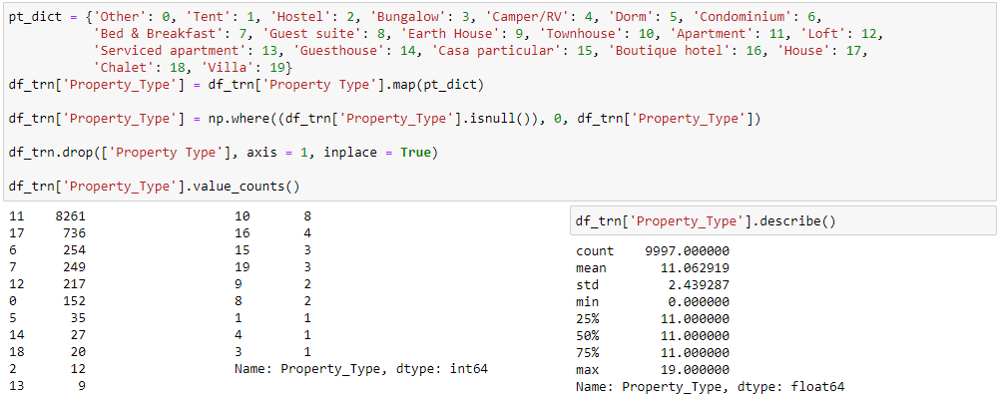 pt_dict = {'Other': 0, 'Tent': 1, 'Hostel': 2, 'Bungalow': 3, 'Camper/RV': 4, 'Dorm': 5, 'Condominium': 6,
'Bed & Breakfast': 7, 'Guest suite': 8, 'Earth House': 9, 'Townhouse': 10, 'Apartment': 11, 'Loft': 12,
'Serviced apartment': 13, 'Guesthouse': 14, 'Casa particular': 15, 'Boutique hotel': 16, 'House': 17,
'Chalet': 18, 'Villa': 19}
df_trn['Property_Type'] = df_trn['Property Type'].map(pt_dict)
df_trn['Property_Type'] = np.where((df_trn['Property_Type'].isnull()), 0, df_trn['Property_Type'])
df_trn.drop(['Property Type'], axis = 1, inplace = True)
df_trn['Property_Type'].value_counts()
11 8261
17 736
6 254
7 249
12 217
0 152
5 35
14 27
18 20
2 12
13 9
10 8
16 4
15 3
19 3
9 2
8 2
1 1
4 1
3 1
Name: Property_Type, dtype: int64
df_trn['Property_Type'].describe()
count 9997.000000
mean 11.062919
std 2.439287
min 0.000000
25% 11.000000
50% 11.000000
75% 11.000000
max 19.000000
Name: Property_Type, dtype: float64